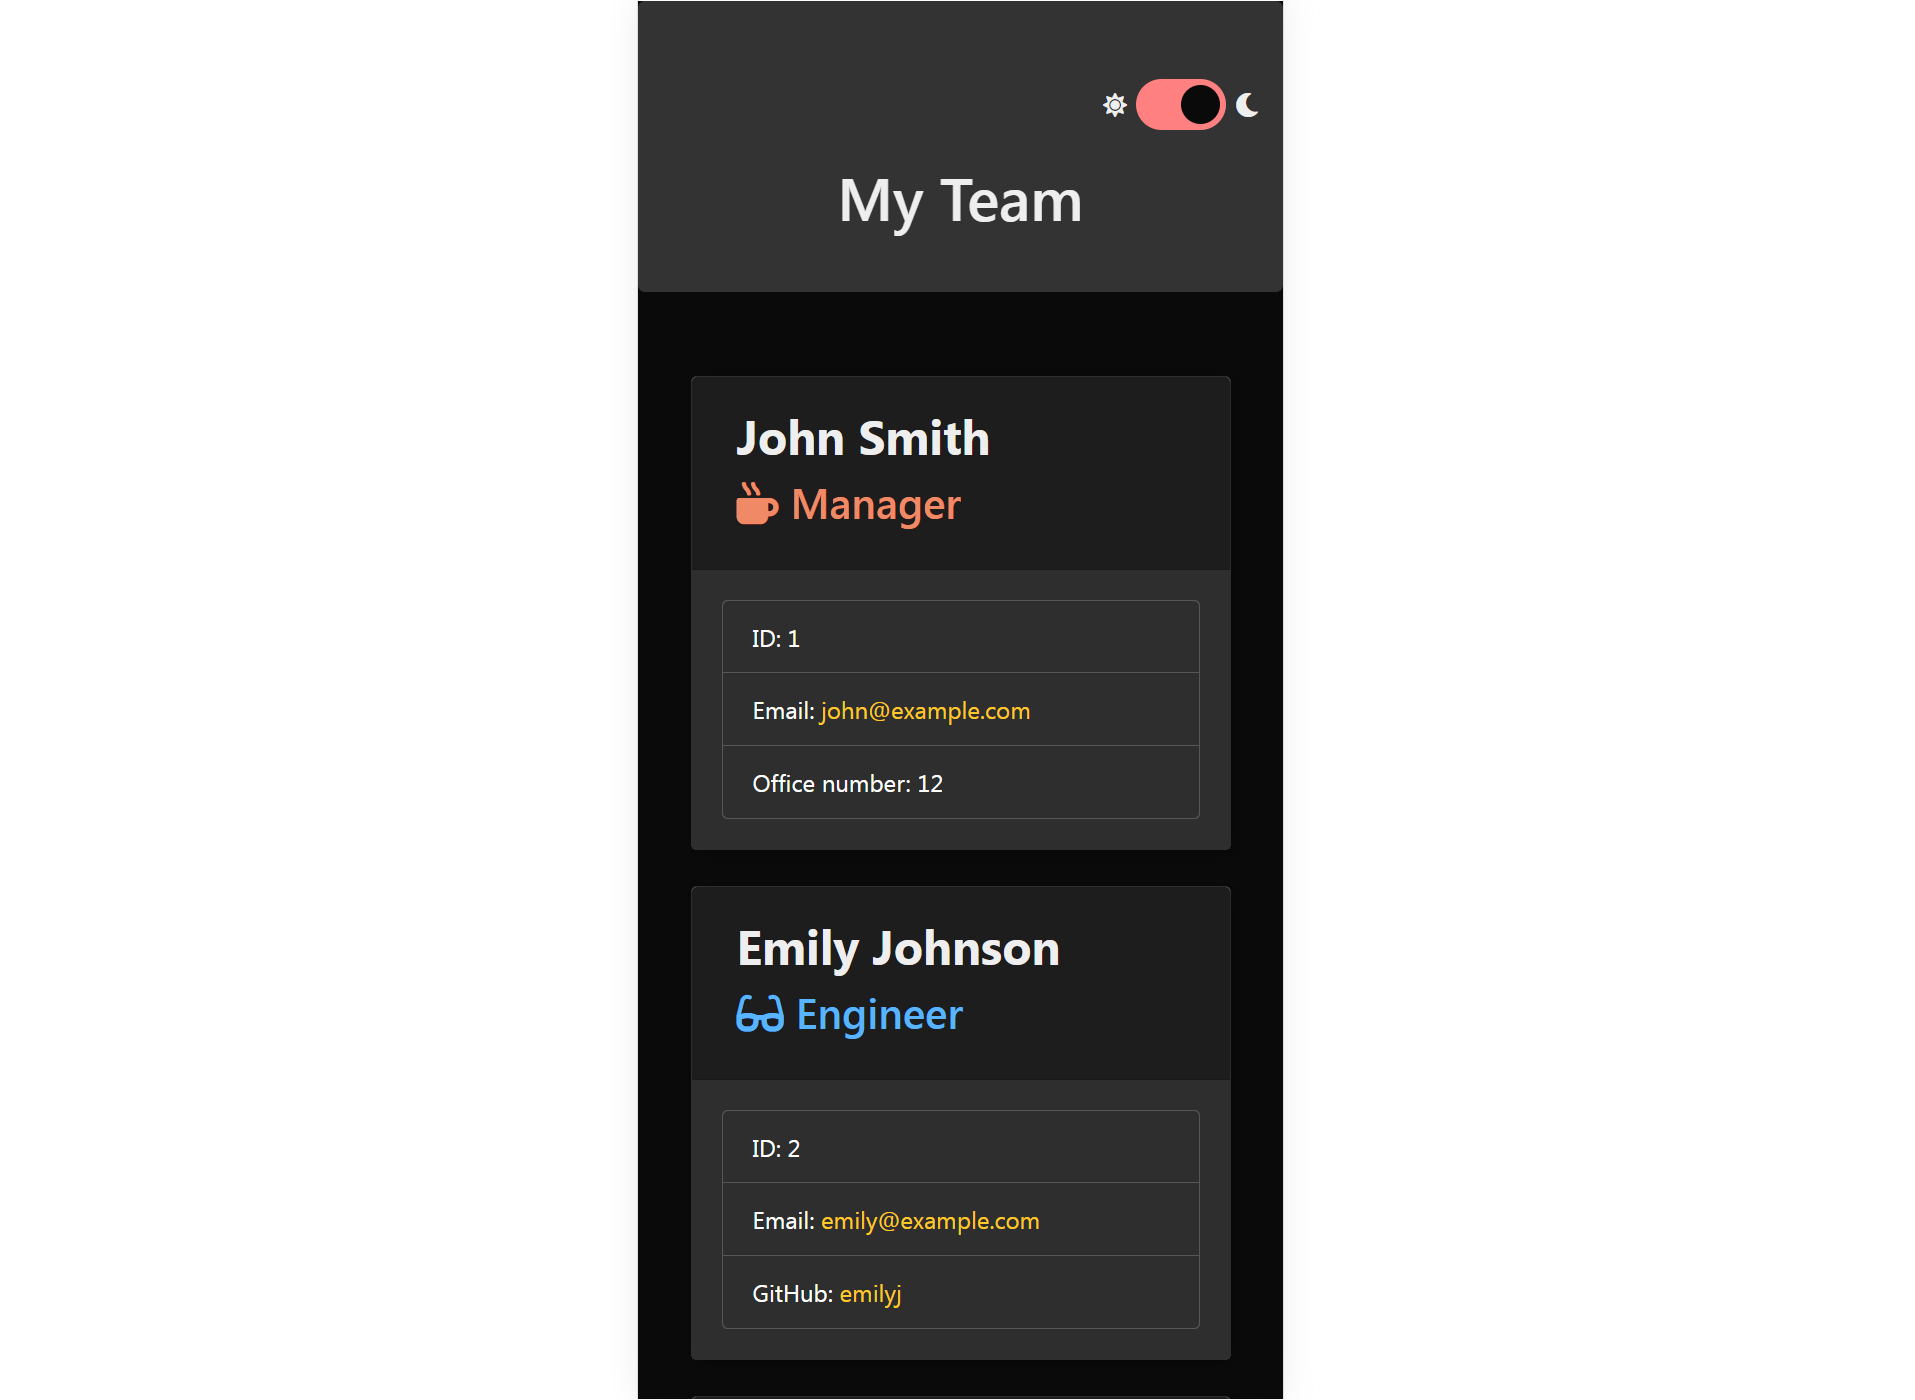 My Team
John Smith
Manager
ID: 1
Email: john@example.com
Office number: 12
Emily Johnson
Engineer
ID: 2
Email: emily@example.com
GitHub: emilyj